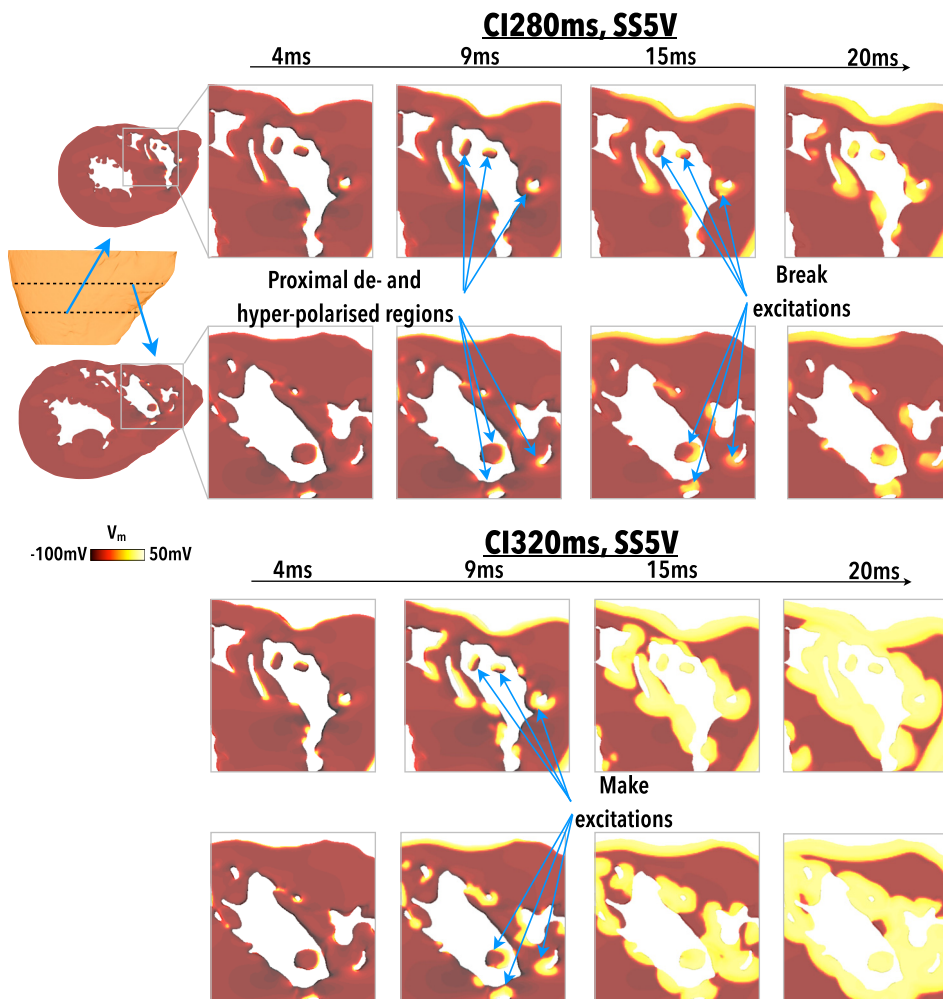 CI280ms, SS5V
4ms 9ms 15ms 20ms
Proximal de- and
hyper-polarised regions
Break
excitations
Vm
-100mV 50mV
CI320ms, SS5V
4ms 9ms 15ms 20ms
Make
excitations